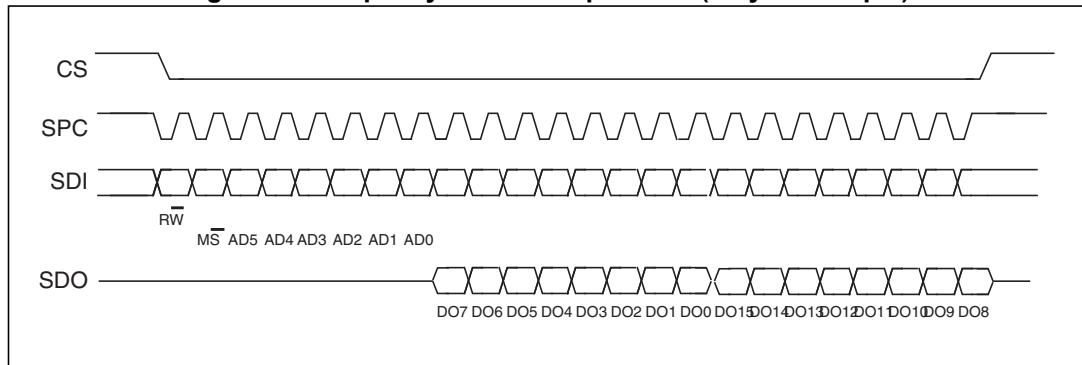 CS
SPC
SDI
RW
MS AD5 AD4 AD3 AD2 AD1 AD0
SDO
DO7 DO6 DO5 DO4 DO3 DO2 DO1 DO0 DO15 DO14 DO13 DO12 DO11 DO10 DO9 DO8